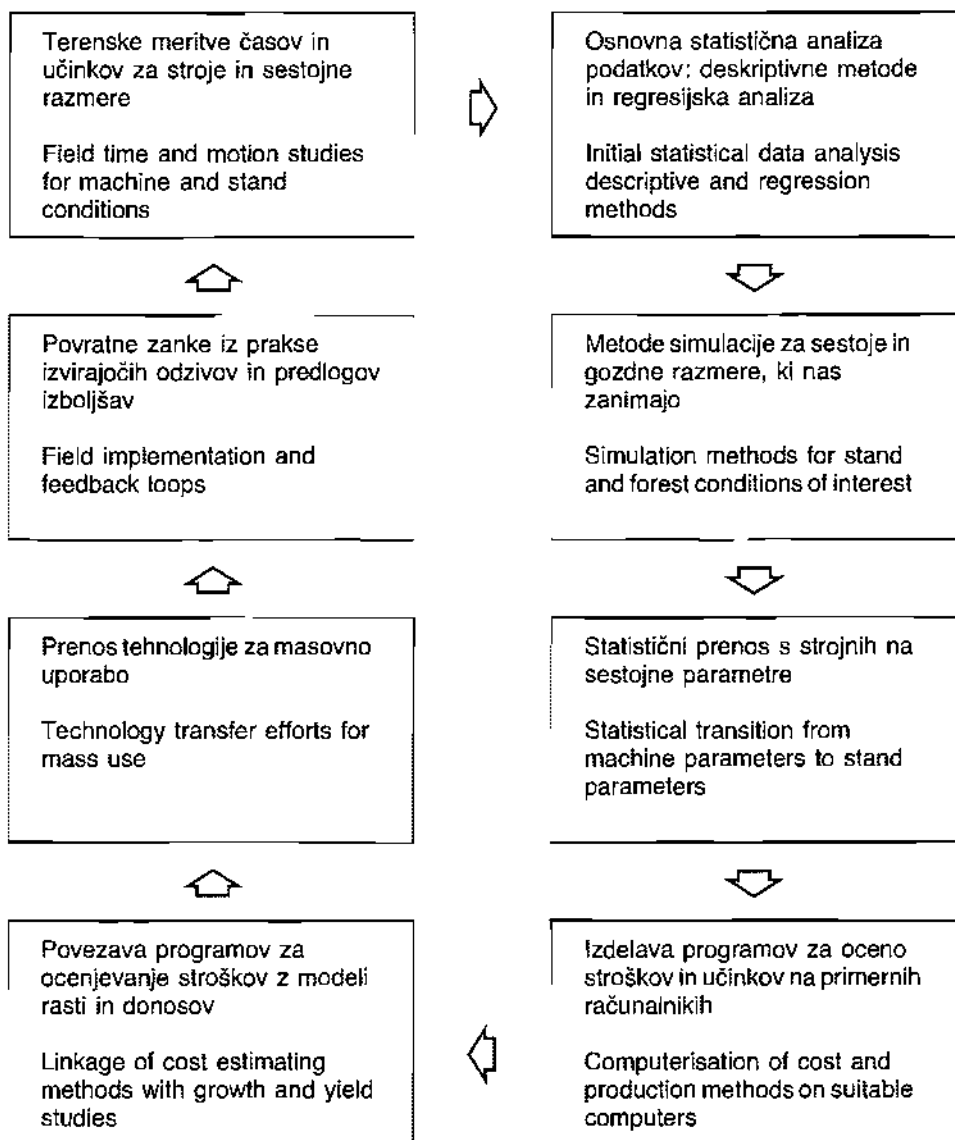 Terenske meritve časov in
učinkov za stroje in sestojne
razmere
Field time and motion studies
for machine and stand
conditions
Osnovna statistična analiza
podatkov: deskriptivne metode
in regresijska analiza
Initial statistical data analysis
descriptive and regression
methods
Povratne zanke iz prakse
izvirajočih odzivov in predlogov
izboljšav
Field implementation and
feedback loops
Metode simulacije za sestoje in
gozdne razmere, ki nas
zanimajo
Simulation methods for stand
and forest conditions of interest
Prenos tehnologije za masovno
uporabo
Technology transfer efforts for
mass use
Statistični prenos s strojnih na
sestojne parametre
Statistical transition from
machine parameters to stand
parameters
Povezava programov za
ocenjevanje stroškov z modeli
rasti in donosov
Linkage of cost estimating
methods with growth and yield
studies
Izdelava programov za oceno
stroškov in učinkov na primernih
računalnikih
Computerisation of cost and
production methods on suitable
computers